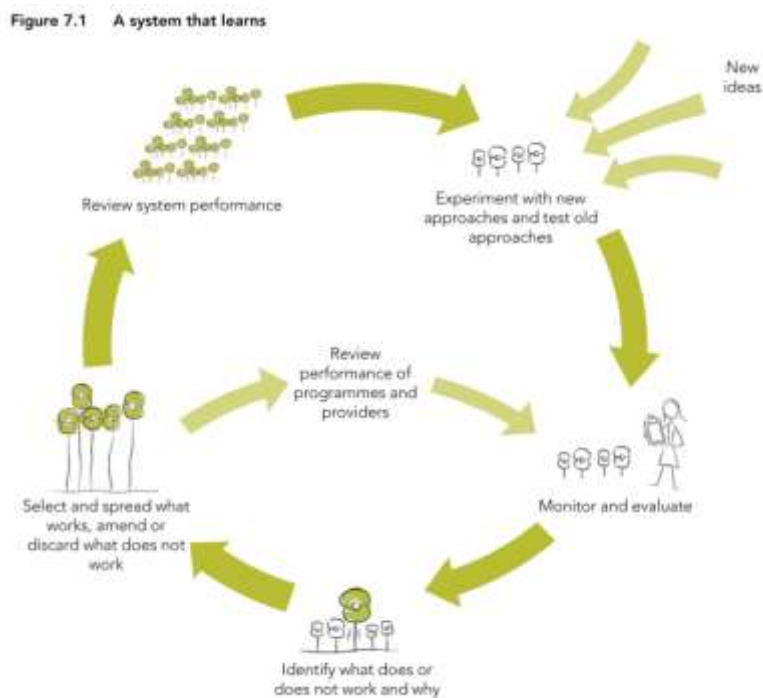 Figure 7.1 A system that learns
New
ideas
Review system performance
Experiment with new
approaches and test old
approaches
Review
performance of
programmes and
providers
Select and spread what
works, amend or
discard what does not
work
Monitor and evaluate
Identify what does or
does not work and why